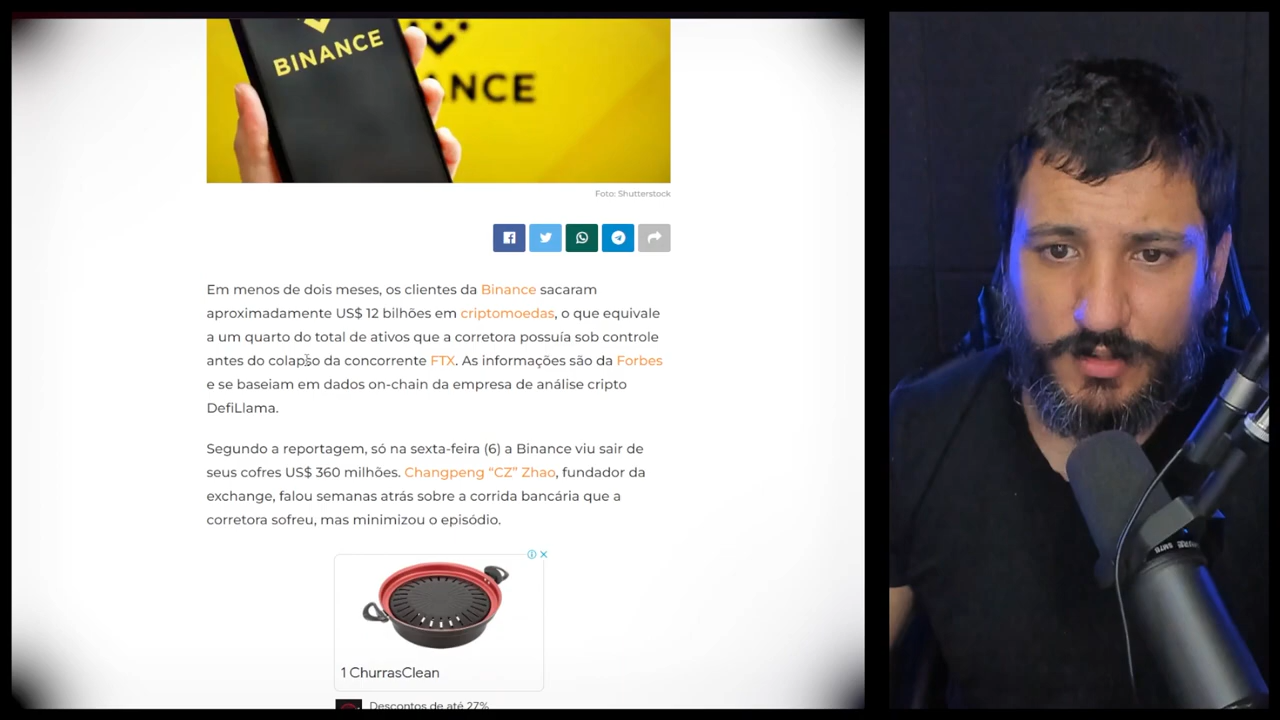 BINANCE
NCE
Foto: Shutterstock
Em menos de dois meses, os clientes da Binance sacaram
aproximadamente US$ 12 bilhões em criptomoedas, o que equivale
a um quarto do total de ativos que a corretora possuía sob controle
antes do colapso da concorrente FTX. As informações são da Forbes
e se baseiam em dados on-chain da empresa de análise cripto
DefiLlama.
Segundo a reportagem, só na sexta-feira (6) a Binance viu sair de
seus cofres US$ 360 milhões. Changpeng “CZ” Zhao, fundador da
exchange, falou semanas atrás sobre a corrida bancária que a
corretora sofreu, mas minimizou o episódio.
1 ChurrasClean
Descontos de até 27%